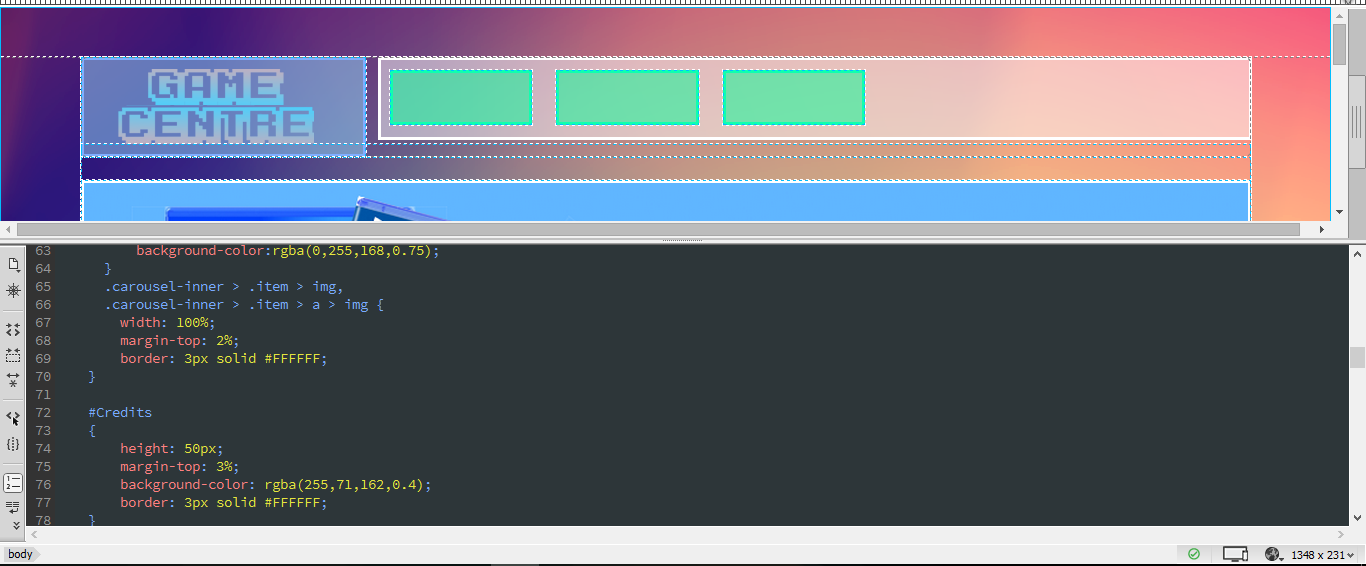 GAME
CENTRE
63 background-color:rgba(0,255,168,0.75);
64 }
65 .carousel-inner > .item > img,
66 .carousel-inner > .item > a > img {
67 width: 100%;
68 margin-top: 2%;
69 border: 3px solid #FFFFFF;
70 }
71
72 #Credits
73 {
74 height: 50px;
75 margin-top: 3%;
76 background-color: rgba(255,71,162,0.4);
77 border: 3px solid #FFFFFF;
78 }
body
1348 x 231